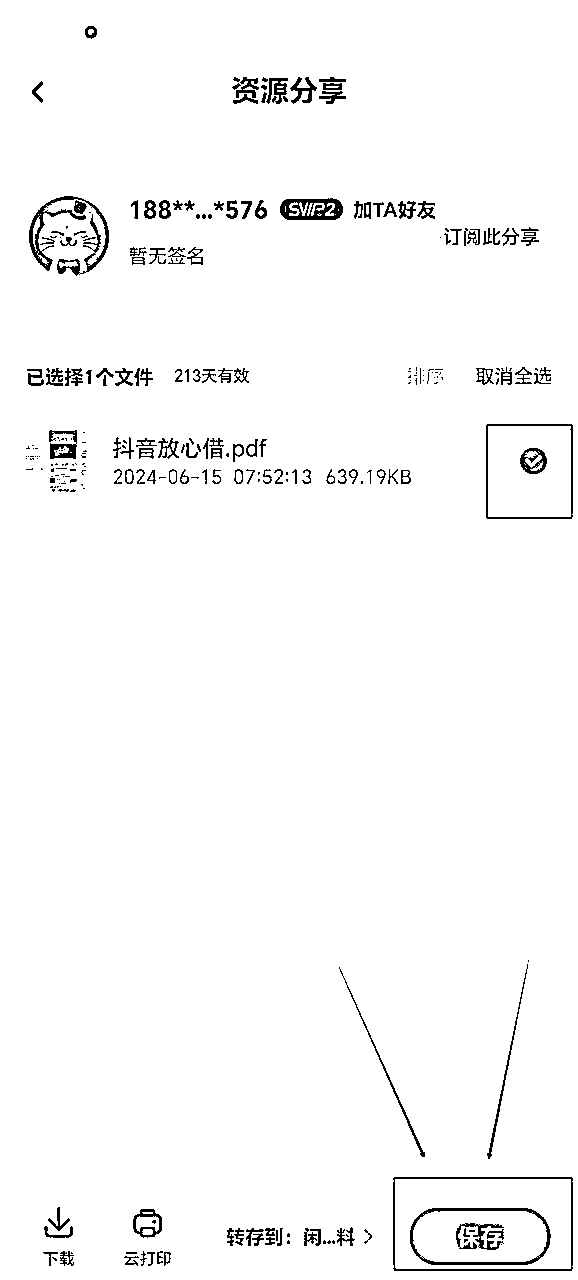 资源分享
188**...*576 SVIP2 加TA好友
订阅此分享
暂无签名
已选择1个文件 213天有效 排序 取消全选
抖音放心借.pdf
2024-06-15 07:52:13 639.19KB
下载 云打印 转存到：闲...料 保存